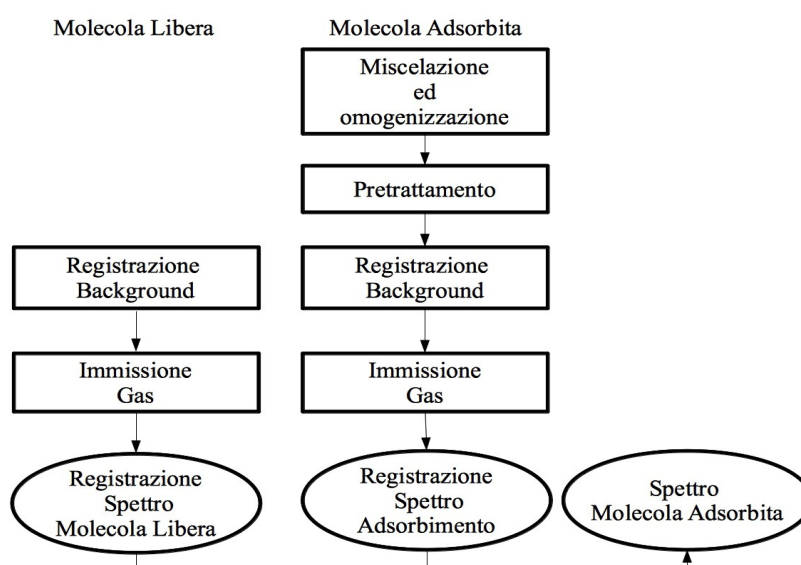 Molecola Libera
Molecola Adsorbita
Miscelazione
ed
omogenizzazione
Pretrattamento
Registrazione
Background
Registrazione
Background
Immissione
Gas
Immissione
Gas
Registrazione
Spettro
Molecola Libera
Registrazione
Spettro
Adsorbimento
Spettro
Molecola Adsorbita